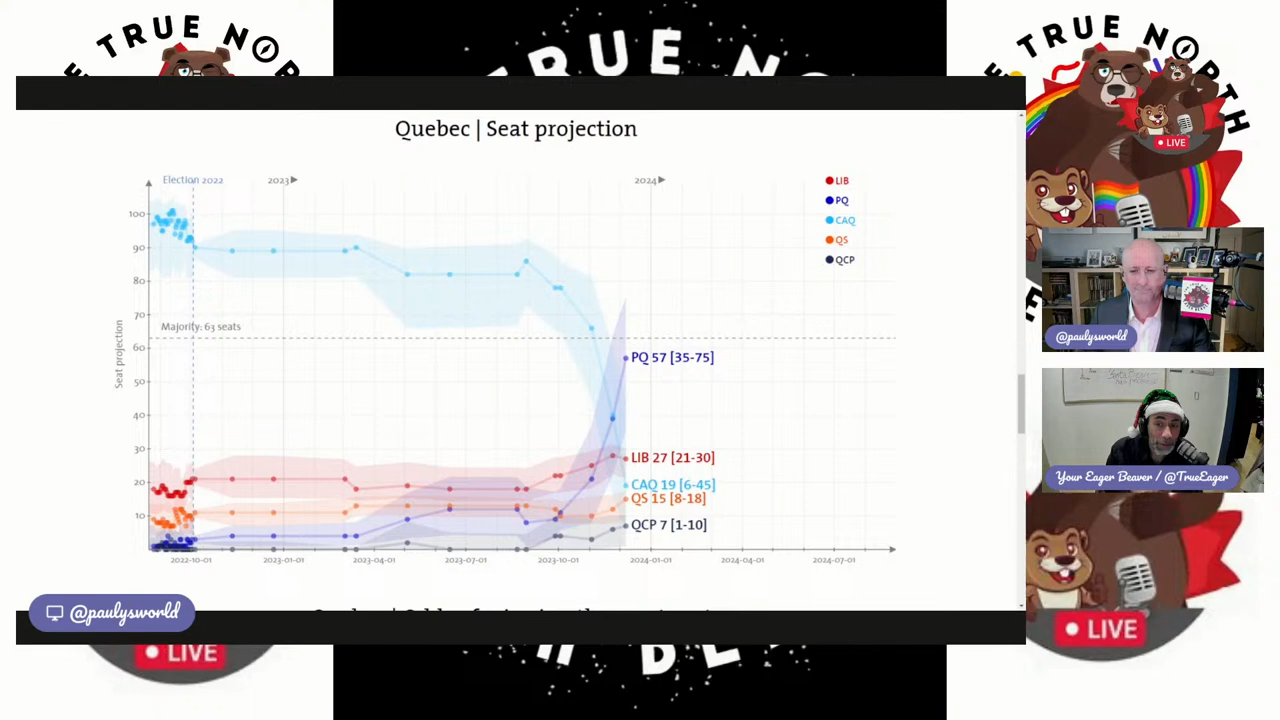 TRUE NO
TRUE N
E TRUE NORTH
LIVE
Quebec | Seat projection
Election 2022
2023
2024
LIB
PQ
CAQ
QS
QCP
100
90
80
70
60
50
40
30
20
10
Seat projection
Majority: 63 seats
PQ 57 [35-75]
LIB 27 [21-30]
CAQ 19 [6-45]
QS 15 [8-18]
QCP 7 [1-10]
2022-10-01
2023-01-01
2023-04-01
2023-07-01
2023-10-01
2024-01-01
2024-04-01
2024-07-01
@paulysworld
Your Eager Beaver / @TrueEager
@paulysworld
LIVE
LIVE